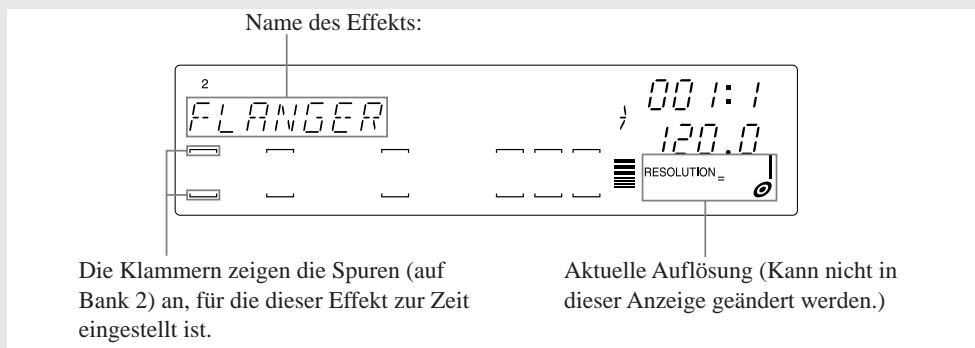 Name des Effekts:
2
FLANGER
001:1
120.0
RESOLUTION =
Die Klammern zeigen die Spuren (auf
Bank 2) an, für die dieser Effekt zur Zeit
eingestellt ist.
Aktuelle Auflösung (Kann nicht in
dieser Anzeige geändert werden.)